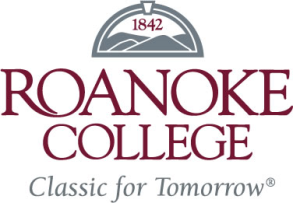 1842
ROANOKE
COLLEGE
Classic for Tomorrow®